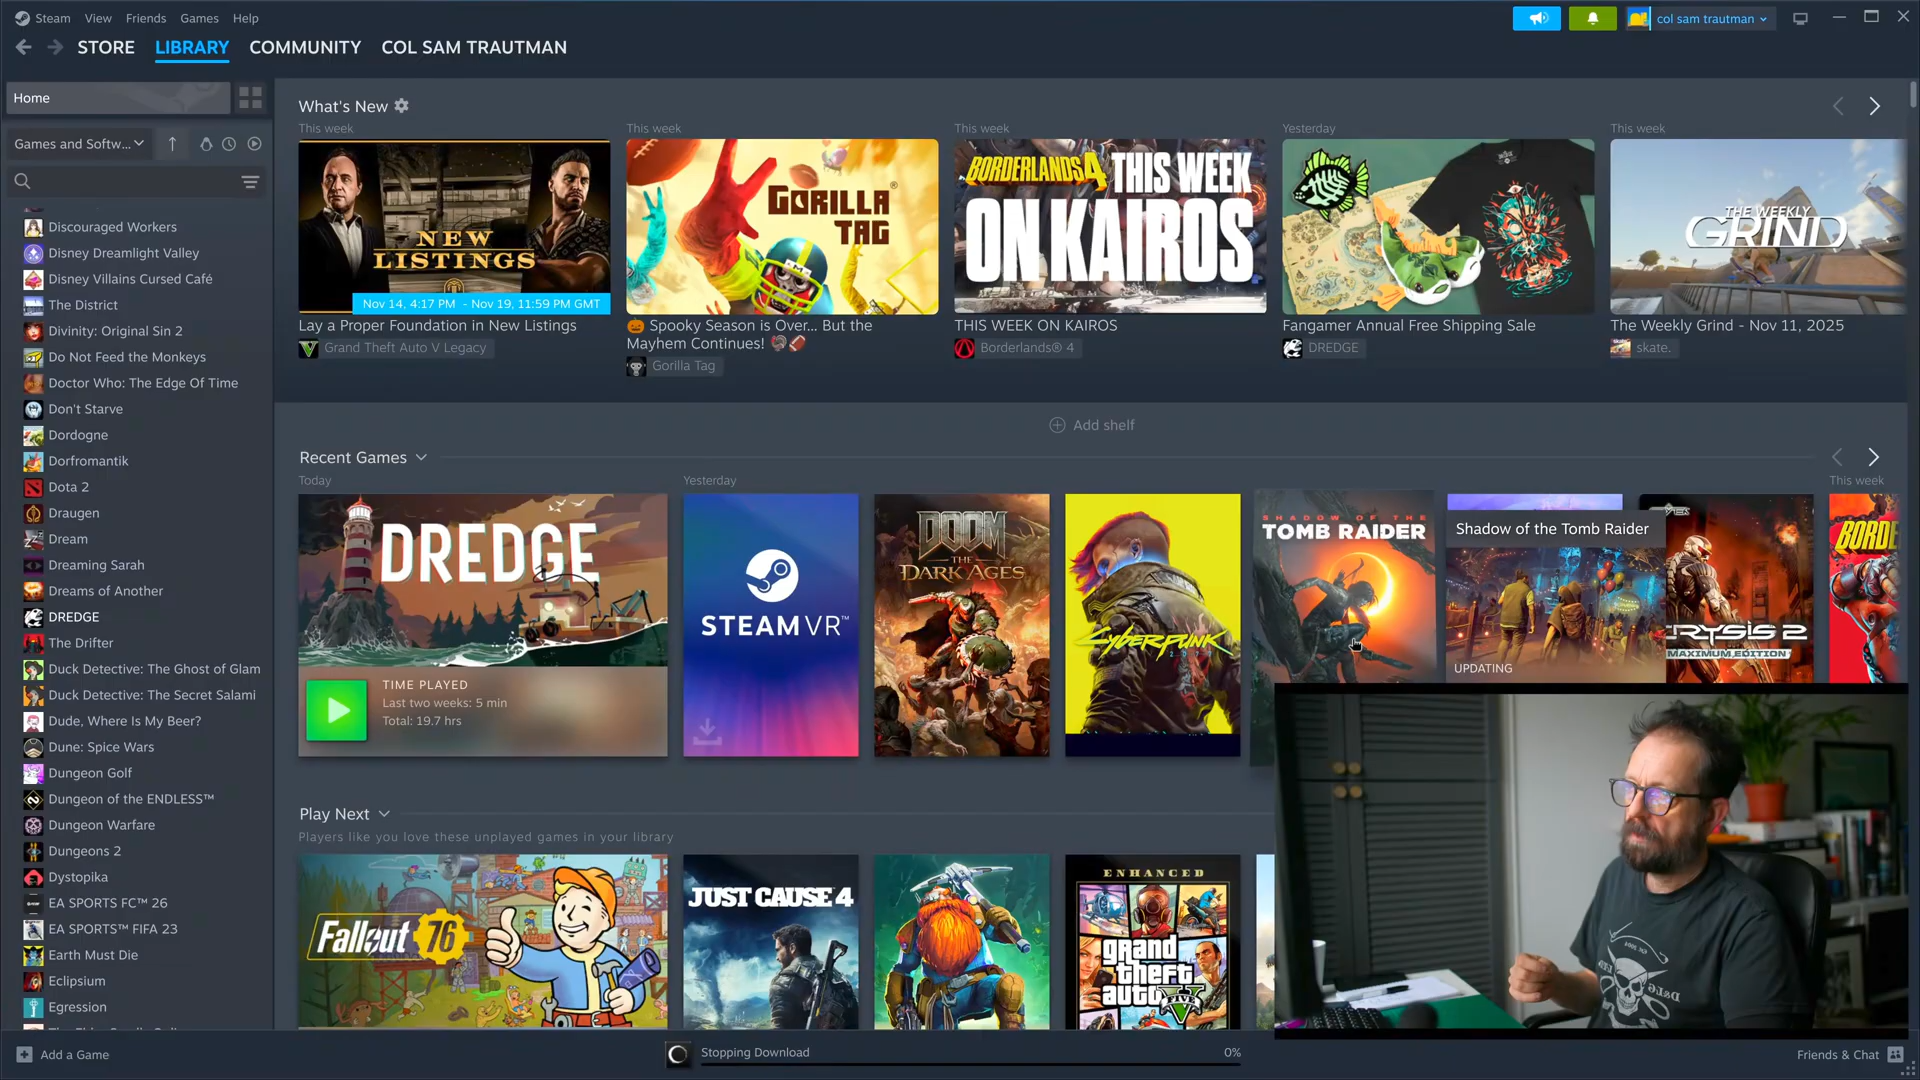 Steam View Friends Games Help
col sam trautman
STORE LIBRARY COMMUNITY COL SAM TRAUTMAN
Home
Games and Softw...
Discouraged Workers
Disney Dreamlight Valley
Disney Villains Cursed Café
The District
Divinity: Original Sin 2
Do Not Feed the Monkeys
Doctor Who: The Edge Of Time
Don't Starve
Dordogne
Dorfromantik
Dota 2
Draugen
Dream
Dreaming Sarah
Dreams of Another
DREDGE
The Drifter
Duck Detective: The Ghost of Glam
Duck Detective: The Secret Salami
Dude, Where Is My Beer?
Dune: Spice Wars
Dungeon Golf
Dungeon of the ENDLESS™
Dungeon Warfare
Dungeons 2
Dystopika
EA SPORTS FC™ 26
EA SPORTS™ FIFA 23
Earth Must Die
Eclipsium
Egression
What's New
This week
NEW
LISTINGS
Nov 14, 4:17 PM - Nov 19, 11:59 PM GMT
Lay a Proper Foundation in New Listings
Grand Theft Auto V Legacy
This week
GORILLA
TAG
Spooky Season is Over... But the
Mayhem Continues!
Gorilla Tag
This week
BORDERLANDS 4 THIS WEEK
ON KAIROS
THIS WEEK ON KAIROS
Borderlands® 4
Yesterday
Fangamer Annual Free Shipping Sale
DREDGE
This week
THE WEEKLY
GRIND
The Weekly Grind - Nov 11, 2025
skate.
Add shelf
Recent Games
Today
DREDGE
TIME PLAYED
Last two weeks: 5 min
Total: 19.7 hrs
Yesterday
STEAMVR™
DOOM
THE
DARK AGES
Cyberpunk
SHADOW OF THE
TOMB RAIDER
Shadow of the Tomb Raider
UPDATING
CRYSIS 2
MAXIMUM EDITION
This week
BORDE
Play Next
Players like you love these unplayed games in your library
Fallout 76
JUST CAUSE 4
ENHANCED
grand
theft
auto
FIVE
Add a Game
Stopping Download
0%
Friends & Chat